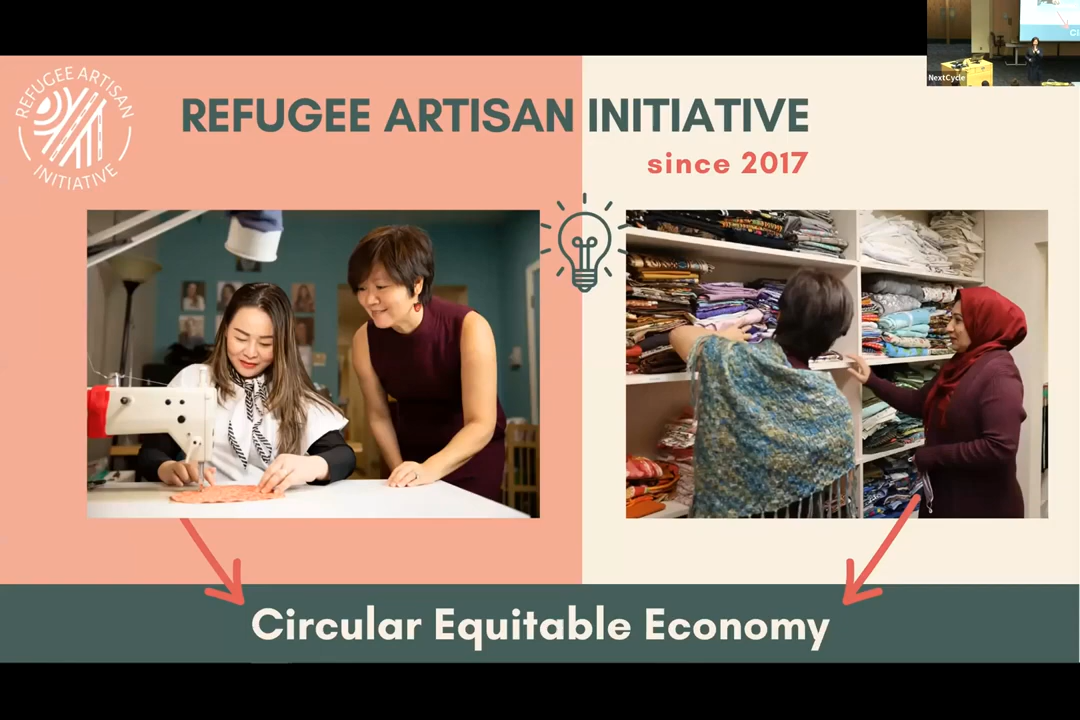 REFUGEE ARTISAN
INITIATIVE
REFUGEE ARTISAN INITIATIVE
since 2017
NextCycle
Circular Equitable Economy